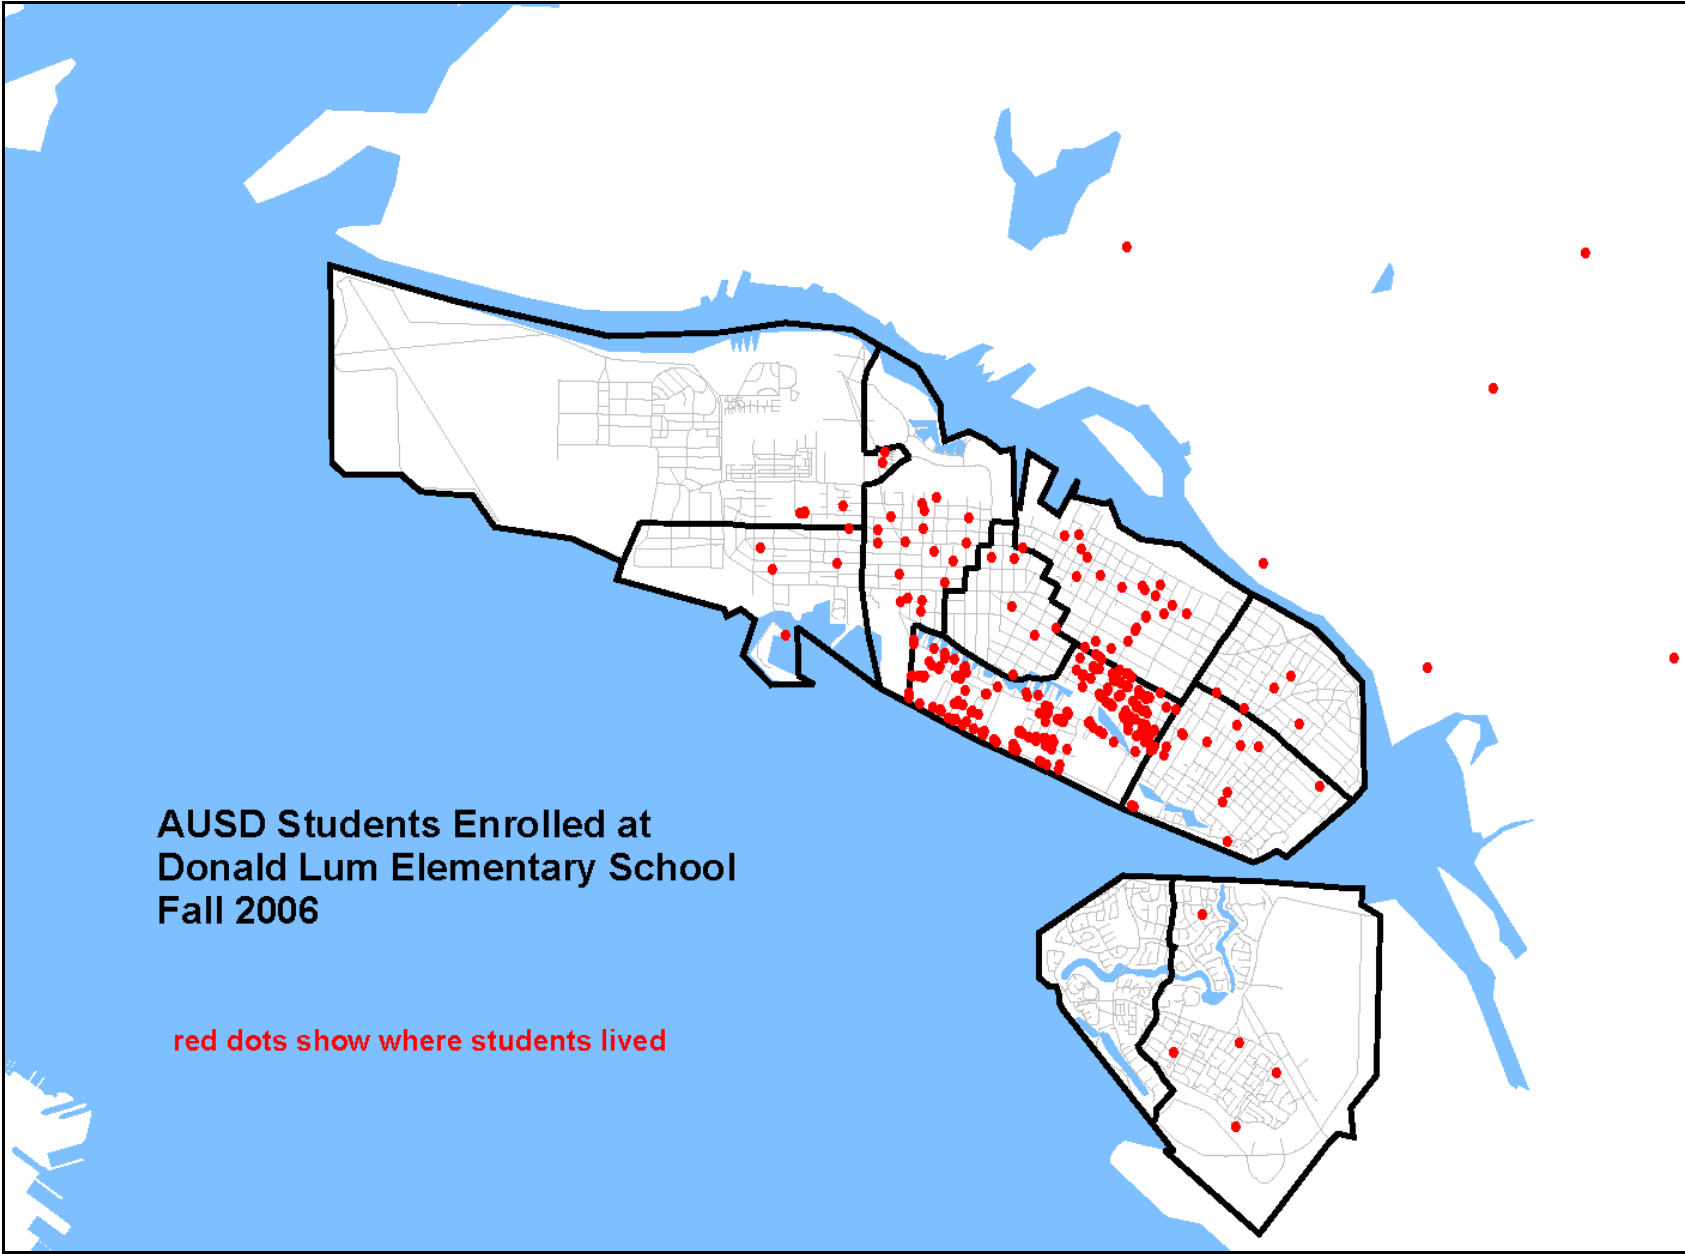 AUSD Students Enrolled at
Donald Lum Elementary School
Fall 2006
red dots show where students lived